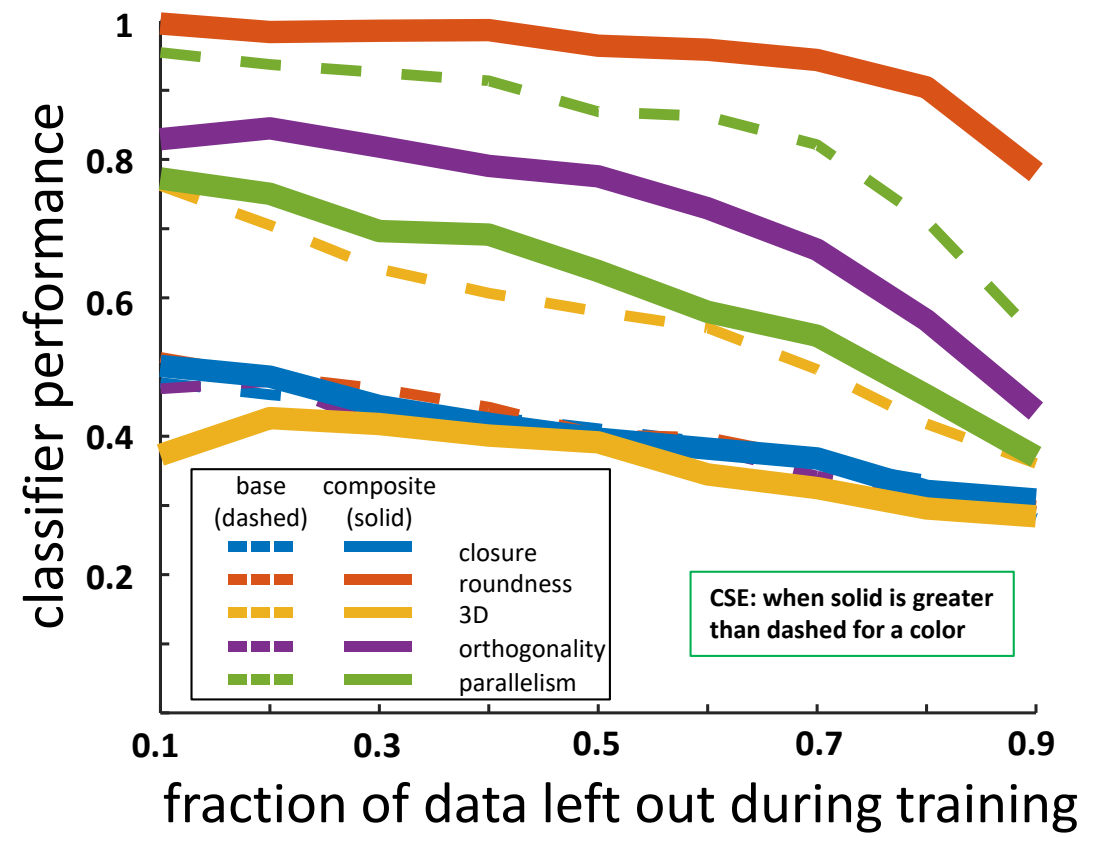 classifier performance
1
0.8
0.6
0.4
0.2
base composite
(dashed) (solid)
closure
roundness
3D
orthogonality
parallelism
CSE: when solid is greater
than dashed for a color
0.1 0.3 0.5 0.7 0.9
fraction of data left out during training